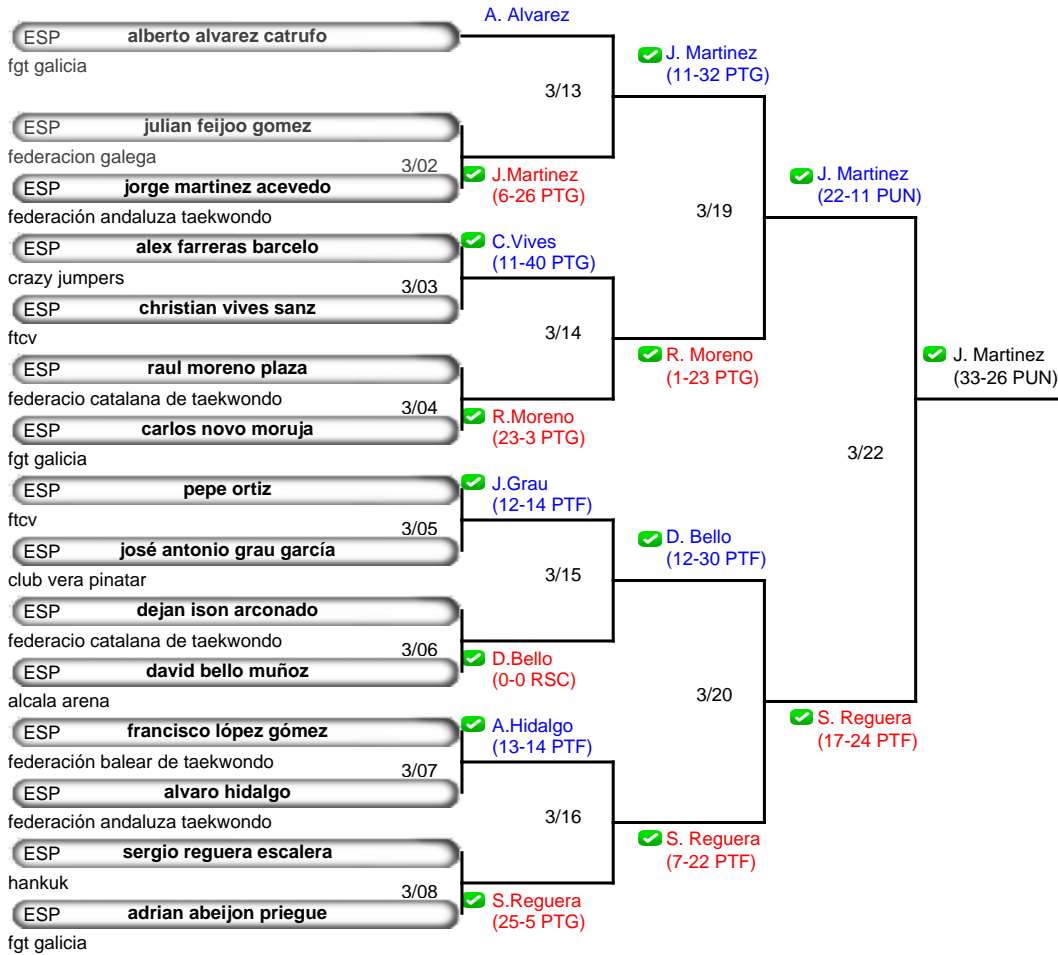 A. Alvarez
ESP alberto alvarez catrufo
fgt galicia
J. Martinez
(11-32 PTG)
3/13
ESP julian feijoo gomez
federacion galega
3/02
J.Martinez
(6-26 PTG)
ESP jorge martinez acevedo
federación andaluza taekwondo
J. Martinez
(22-11 PUN)
3/19
ESP alex farreras barcelo
crazy jumpers
C.Vives
(11-40 PTG)
3/03
ESP christian vives sanz
ftcv
3/14
ESP raul moreno plaza
federacio catalana de taekwondo
R. Moreno
(1-23 PTG)
3/04
R.Moreno
(23-3 PTG)
ESP carlos novo moruja
fgt galicia
J. Martinez
(33-26 PUN)
3/22
ESP pepe ortiz
ftcv
J.Grau
(12-14 PTF)
3/05
ESP josé antonio grau garcía
club vera pinatar
D. Bello
(12-30 PTF)
3/15
ESP dejan ison arconado
federacio catalana de taekwondo
3/06
D.Bello
(0-0 RSC)
ESP david bello muñoz
alcala arena
3/20
S. Reguera
(17-24 PTF)
ESP francisco lópez gómez
federación balear de taekwondo
A.Hidalgo
(13-14 PTF)
3/07
ESP alvaro hidalgo
federación andaluza taekwondo
3/16
S. Reguera
(7-22 PTF)
ESP sergio reguera escalera
hankuk
3/08
S.Reguera
(25-5 PTG)
ESP adrian abeijon priegue
fgt galicia